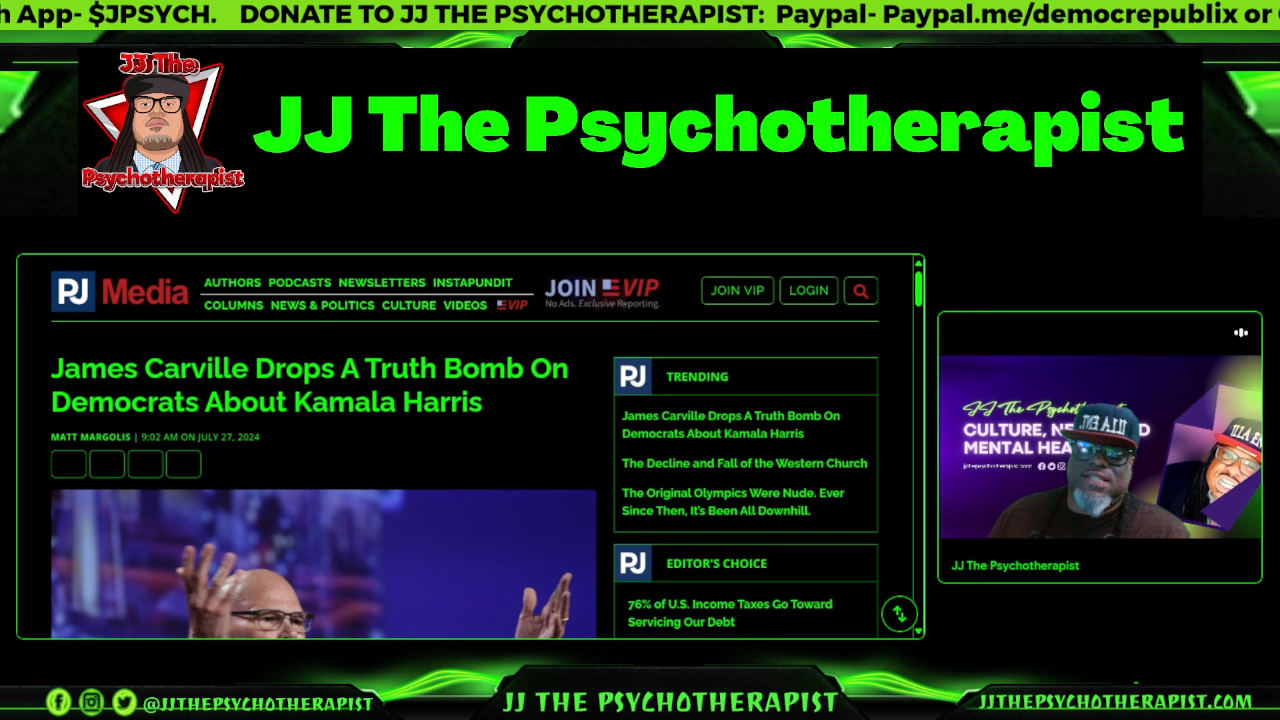 h App- $JPSYCH. DONATE TO JJ THE PSYCHOTHERAPIST: Paypal- Paypal.me/democrepublix or
JJ The
Psychotherapist
JJ The Psychotherapist
PJ Media
AUTHORS PODCASTS NEWSLETTERS INSTAPUNDIT
COLUMNS NEWS & POLITICS CULTURE VIDEOS VIP
JOIN VIP
No Ads. Exclusive Reporting.
JOIN VIP
LOGIN
James Carville Drops A Truth Bomb On
Democrats About Kamala Harris
MATT MARGOLIS | 9:02 AM ON JULY 27, 2024
PJ TRENDING
James Carville Drops A Truth Bomb On
Democrats About Kamala Harris
The Decline and Fall of the Western Church
The Original Olympics Were Nude. Ever
Since Then, It's Been All Downhill.
PJ EDITOR'S CHOICE
76% of U.S. Income Taxes Go Toward
Servicing Our Debt
JJ The
CULTURE,
MENTAL
jjthepsychotherapist.com
JJ The Psychotherapist
@JJTHEPSYCHOTHERAPIST
JJ THE PSYCHOTHERAPIST
JJTHEPSYCHOTHERAPIST.COM